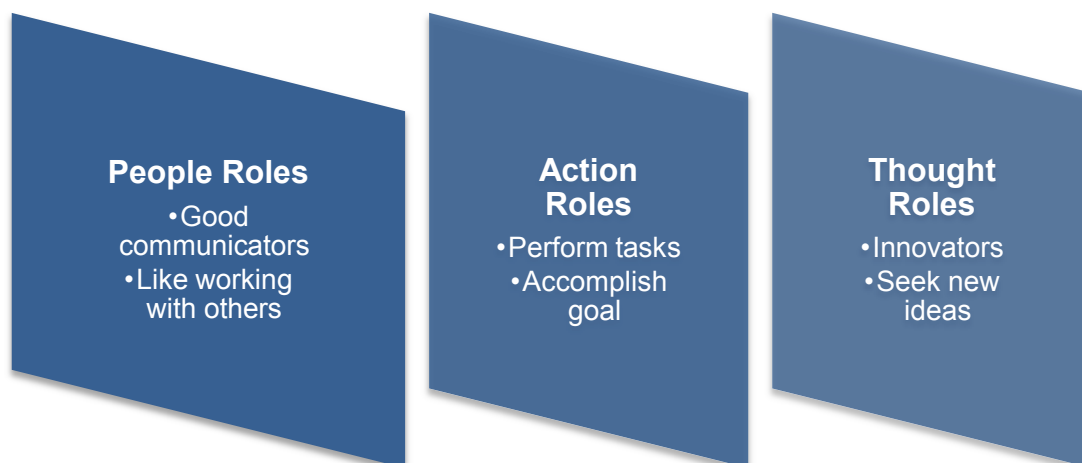 People Roles
•Good
communicators
•Like working
with others
Action
Roles
•Perform tasks
•Accomplish
goal
Thought
Roles
•Innovators
•Seek new
ideas